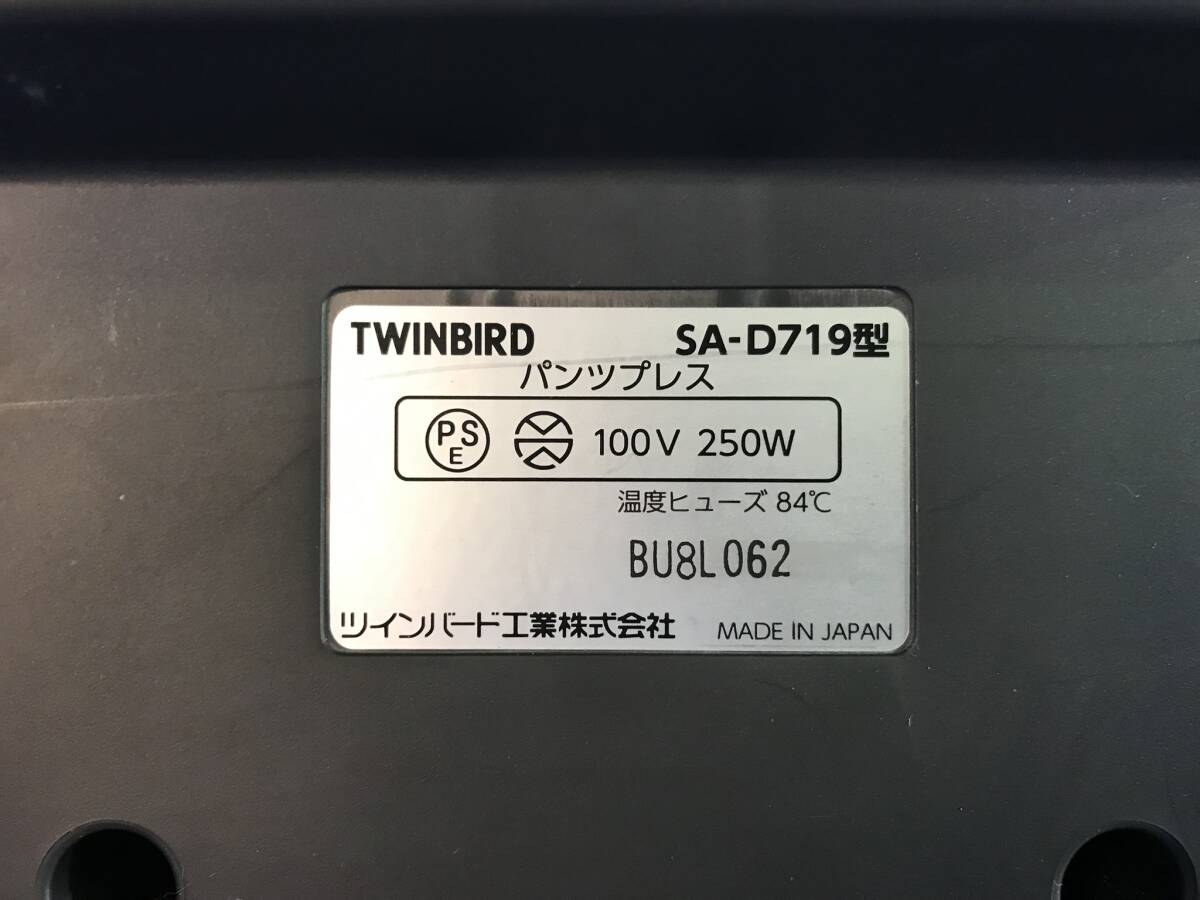 TWINBIRD SA-D719型
パンツプレス
PSE 100V 250W
温度ヒューズ 84℃
BU8L062
ツインバード工業株式会社 MADE IN JAPAN